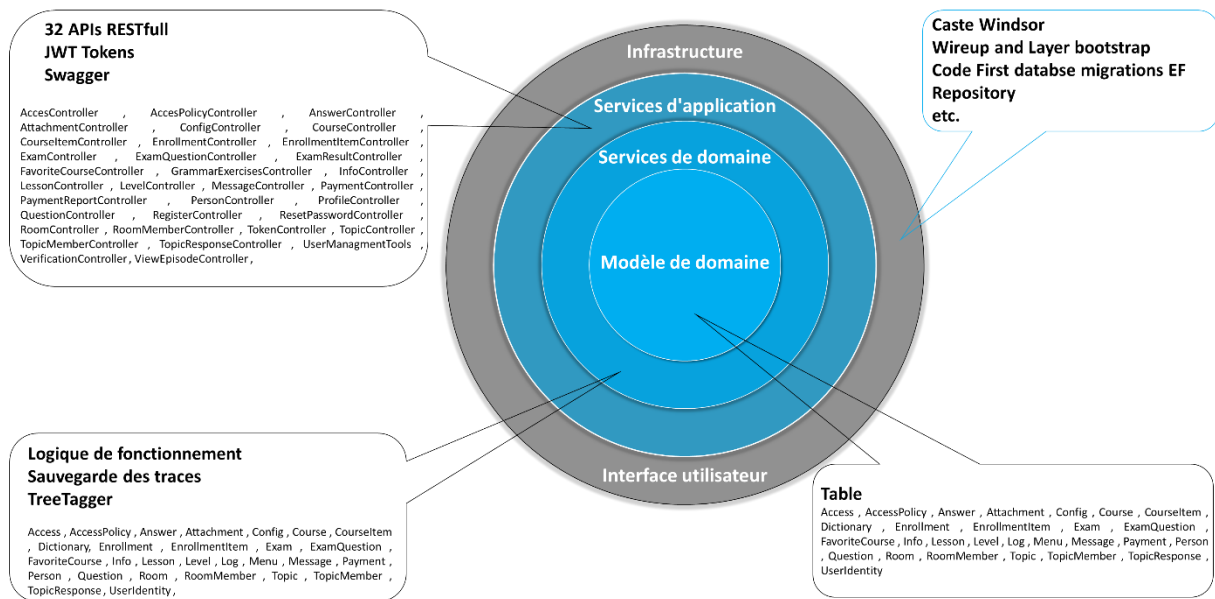 32 APIs RESTfull
JWT Tokens
Swagger
AccesController , AccesPolicyController , AnswerController ,
AttachmentController , ConfigController , CourseController ,
CourseItemController , EnrollmentController , EnrollmentItemController ,
ExamController , ExamQuestionController , ExamResultController ,
FavoriteCourseController , GrammarExercisesController , InfoController ,
LessonController , LevelController , MessageController , PaymentController ,
PaymentReportController , PersonController , ProfileController ,
QuestionController , RegisterController , ResetPasswordController ,
RoomController , RoomMemberController , TokenController , TopicController ,
TopicMemberController , TopicResponseController , UserManagmentTools ,
VerificationController , ViewEpisodeController ,
Infrastructure
Services d'application
Services de domaine
Modèle de domaine
Interface utilisateur
Caste Windsor
Wireup and Layer bootstrap
Code First databse migrations EF
Repository
etc.
Logique de fonctionnement
Sauvegarde des traces
TreeTagger
Access , AccessPolicy , Answer , Attachment , Config , Course , CourseItem
, Dictionary, Enrollment , EnrollmentItem , Exam , ExamQuestion ,
FavoriteCourse , Info , Lesson , Level , Log , Menu , Message , Payment ,
Person , Question , Room , RoomMember , Topic , TopicMember ,
TopicResponse , UserIdentity ,
Table
Access , AccessPolicy , Answer , Attachment , Config , Course , CourseItem ,
Dictionary , Enrollment , EnrollmentItem , Exam , ExamQuestion ,
FavoriteCourse , Info , Lesson , Level , Log , Menu , Message , Payment , Person
, Question , Room , RoomMember , Topic , TopicMember , TopicResponse ,
UserIdentity